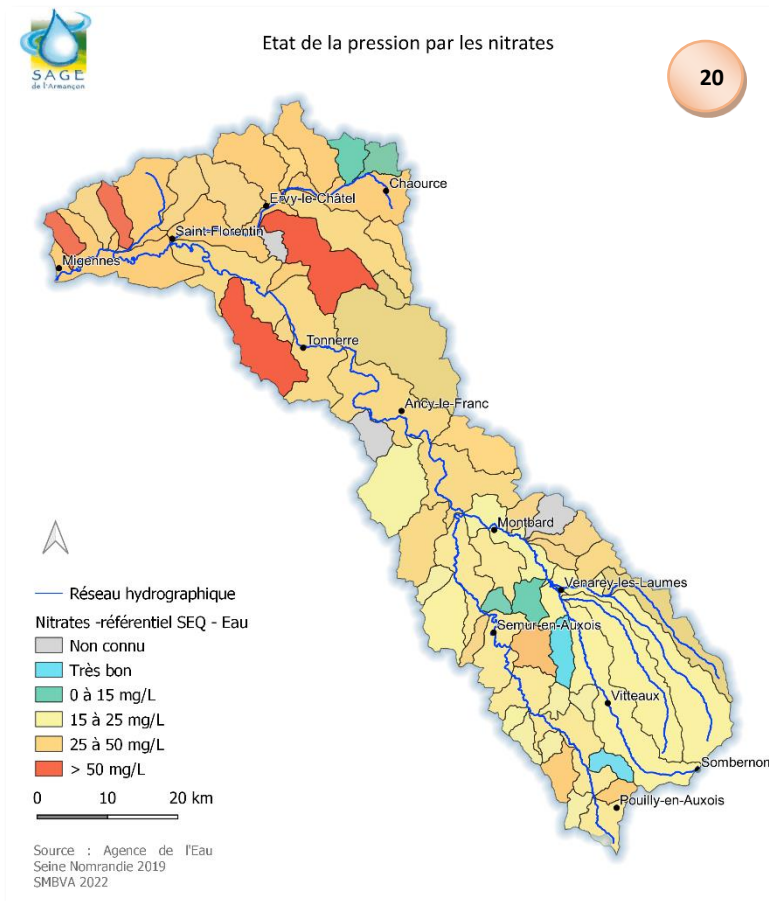 SAGE
de l'Armançon
Etat de la pression par les nitrates
20
Chaource
Ervy-le-Châtel
Saint-Florentin
Migennes
Tonnerre
Ancy-le-Franc
Montbard
Venarey-les-Laumes
Semur-en-Auxois
Vitteaux
Sombernon
Pouilly-en-Auxois
Réseau hydrographique
Nitrates -référentiel SEQ - Eau
Non connu
Très bon
0 à 15 mg/L
15 à 25 mg/L
25 à 50 mg/L
> 50 mg/L
0 10 20 km
Source : Agence de l'Eau
Seine Nomrandie 2019
SMBVA 2022